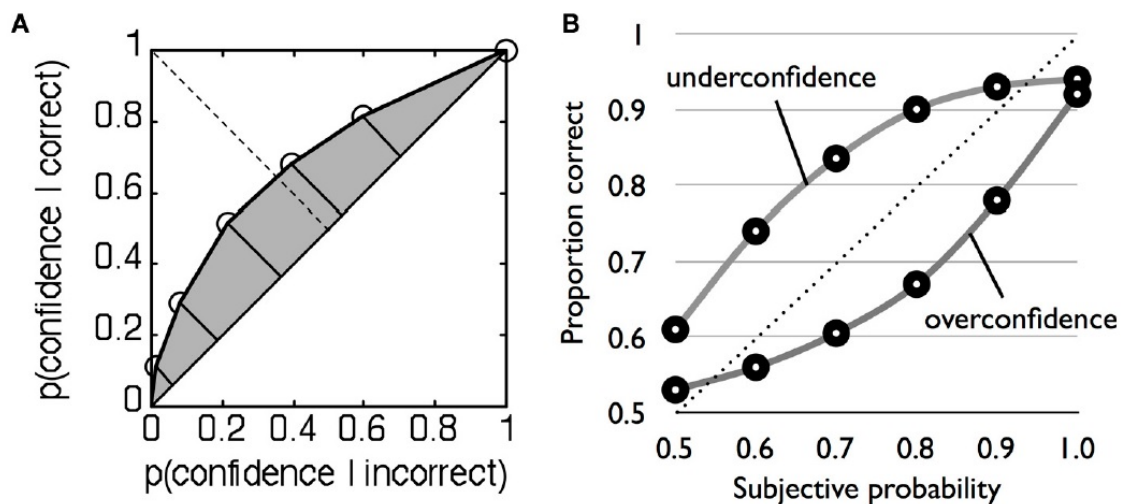 A
p(confidence | correct)
1
0.8
0.6
0.4
0.2
0
0 0.2 0.4 0.6 0.8 1
p(confidence | incorrect)
B
Proportion correct
1
0.9
0.8
0.7
0.6
0.5
underconfidence
overconfidence
0.5 0.6 0.7 0.8 0.9 1.0
Subjective probability